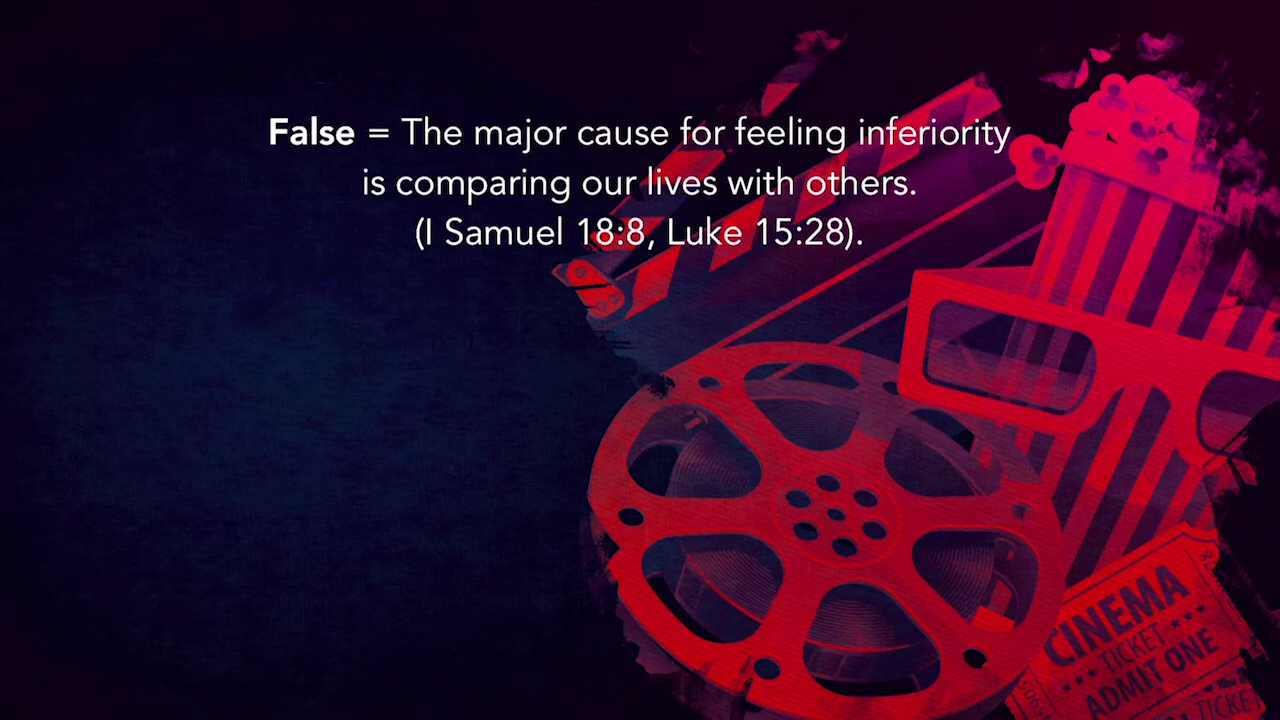 False = The major cause for feeling inferiority
is comparing our lives with others.
(I Samuel 18:8, Luke 15:28).
CINEMA
TICKET
ADMIT ONE
TICKET